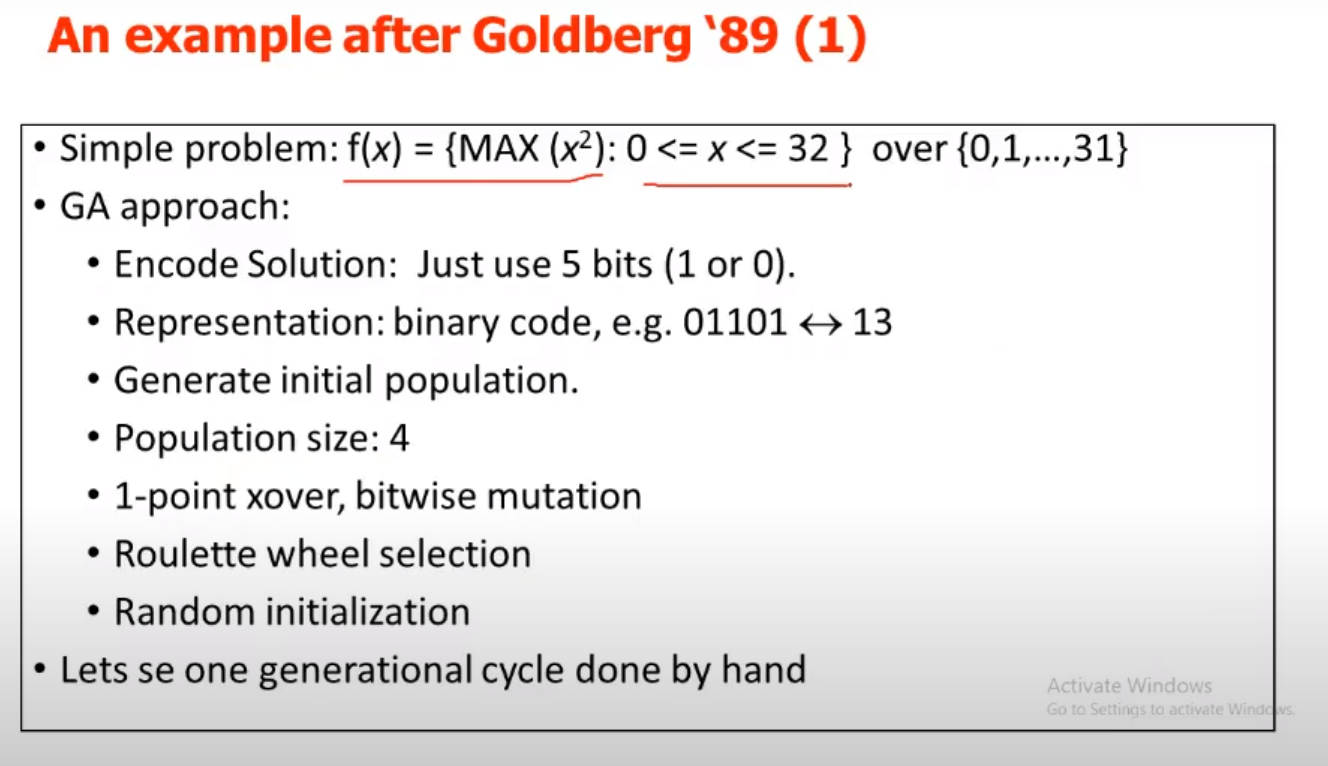 An example after Goldberg ‘89 (1)
• Simple problem: f(x) = {MAX (x²): 0 <= x <= 32 } over {0,1,…,31}
• GA approach:
• Encode Solution: Just use 5 bits (1 or 0).
• Representation: binary code, e.g. 01101 ↔ 13
• Generate initial population.
• Population size: 4
• 1-point xover, bitwise mutation
• Roulette wheel selection
• Random initialization
• Lets se one generational cycle done by hand
Activate Windows
Go to Settings to activate Windows.